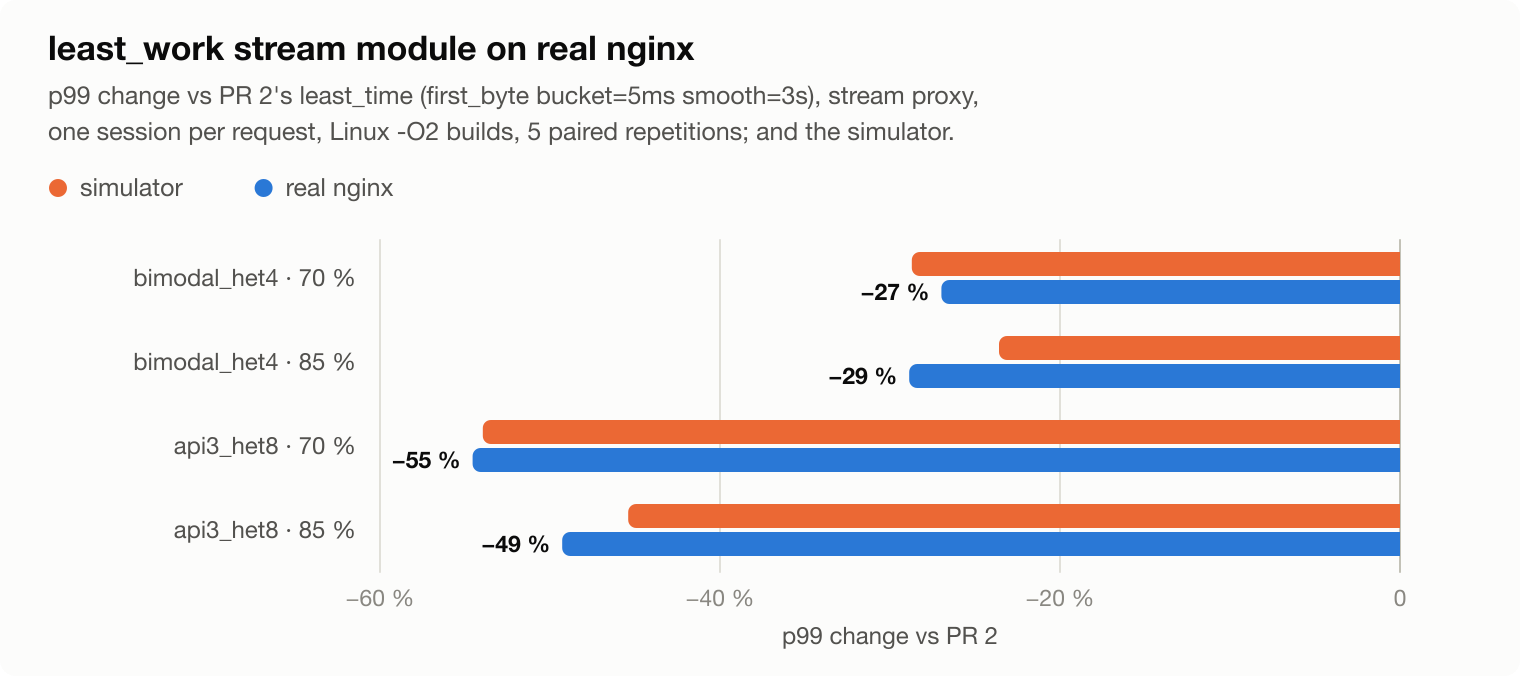 least_work stream module on real nginx
p99 change vs PR 2's least_time (first_byte bucket=5ms smooth=3s), stream proxy,
one session per request, Linux -O2 builds, 5 paired repetitions; and the simulator.
simulator
real nginx
bimodal_het4 · 70 %
−27 %
bimodal_het4 · 85 %
−29 %
api3_het8 · 70 %
−55 %
api3_het8 · 85 %
−49 %
−60 %
−40 %
−20 %
0
p99 change vs PR 2